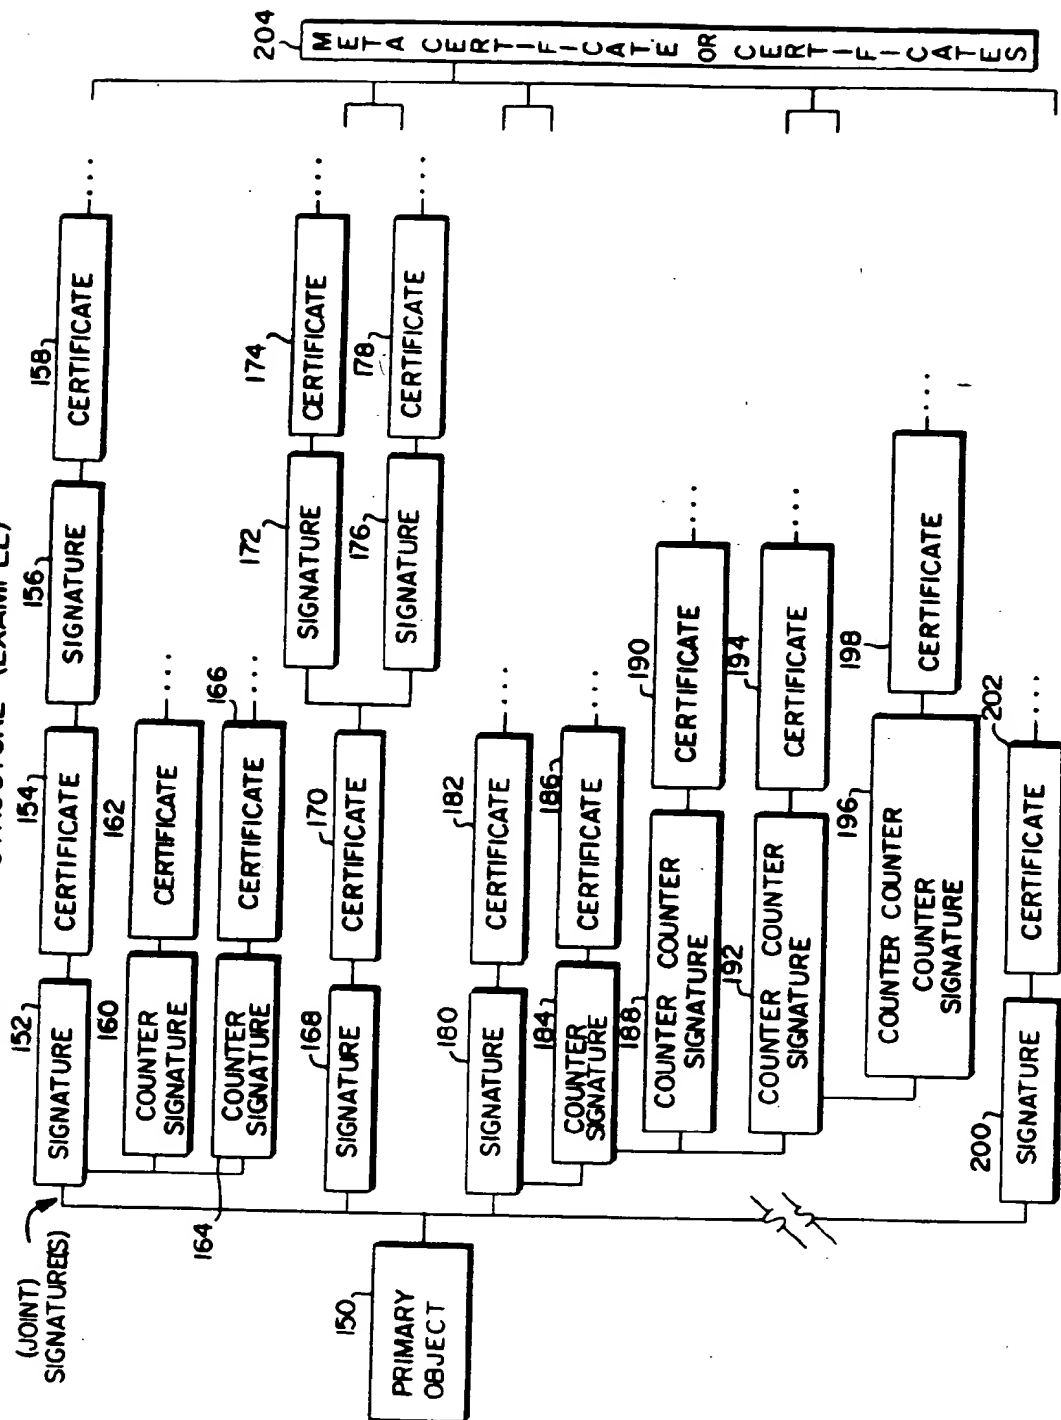 STRUCTURE (EXAMPLE)
(JOINT)
SIGNATURE(S)
152
SIGNATURE
154
CERTIFICATE
156
SIGNATURE
158
CERTIFICATE
....
160
COUNTER
SIGNATURE
162
CERTIFICATE
....
164
COUNTER
SIGNATURE
166
CERTIFICATE
....
150
PRIMARY
OBJECT
168
SIGNATURE
170
CERTIFICATE
172
SIGNATURE
174
CERTIFICATE
....
176
SIGNATURE
178
CERTIFICATE
....
180
SIGNATURE
182
CERTIFICATE
....
184
COUNTER
SIGNATURE
186
CERTIFICATE
....
188
COUNTER COUNTER
SIGNATURE
190
CERTIFICATE
....
192
COUNTER COUNTER
SIGNATURE
194
CERTIFICATE
....
196
COUNTER COUNTER
COUNTER
SIGNATURE
198
CERTIFICATE
....
200
SIGNATURE
202
CERTIFICATE
....
204
META CERTIFICATE OR CERTIFICATES